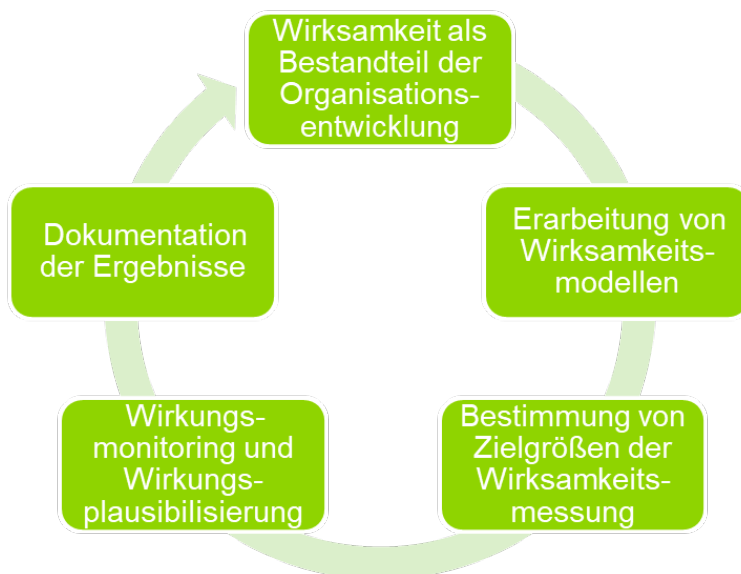 Wirksamkeit als
Bestandteil der
Organisations-
entwicklung
Erarbeitung von
Wirksamkeits-
modellen
Bestimmung von
Zielgrößen der
Wirksamkeits-
messung
Wirkungs-
monitoring und
Wirkungs-
plausibilisierung
Dokumentation
der Ergebnisse